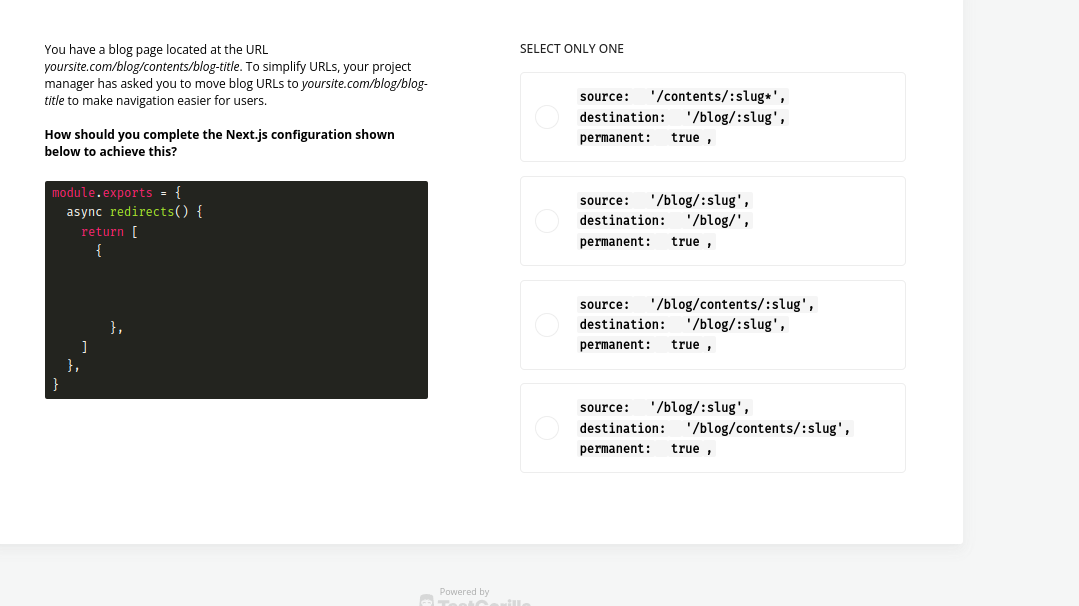 You have a blog page located at the URL
yoursite.com/blog/contents/blog-title. To simplify URLs, your project
manager has asked you to move blog URLs to yoursite.com/blog/blog-
title to make navigation easier for users.
How should you complete the Next.js configuration shown
below to achieve this?
module.exports = {
  async redirects() {
    return [
      {
        },
    ]
  },
}
SELECT ONLY ONE
source: '/contents/:slug*',
destination: '/blog/:slug',
permanent: true ,
source: '/blog/:slug',
destination: '/blog/',
permanent: true ,
source: '/blog/contents/:slug',
destination: '/blog/:slug',
permanent: true ,
source: '/blog/:slug',
destination: '/blog/contents/:slug',
permanent: true ,
Powered by
TestGorilla